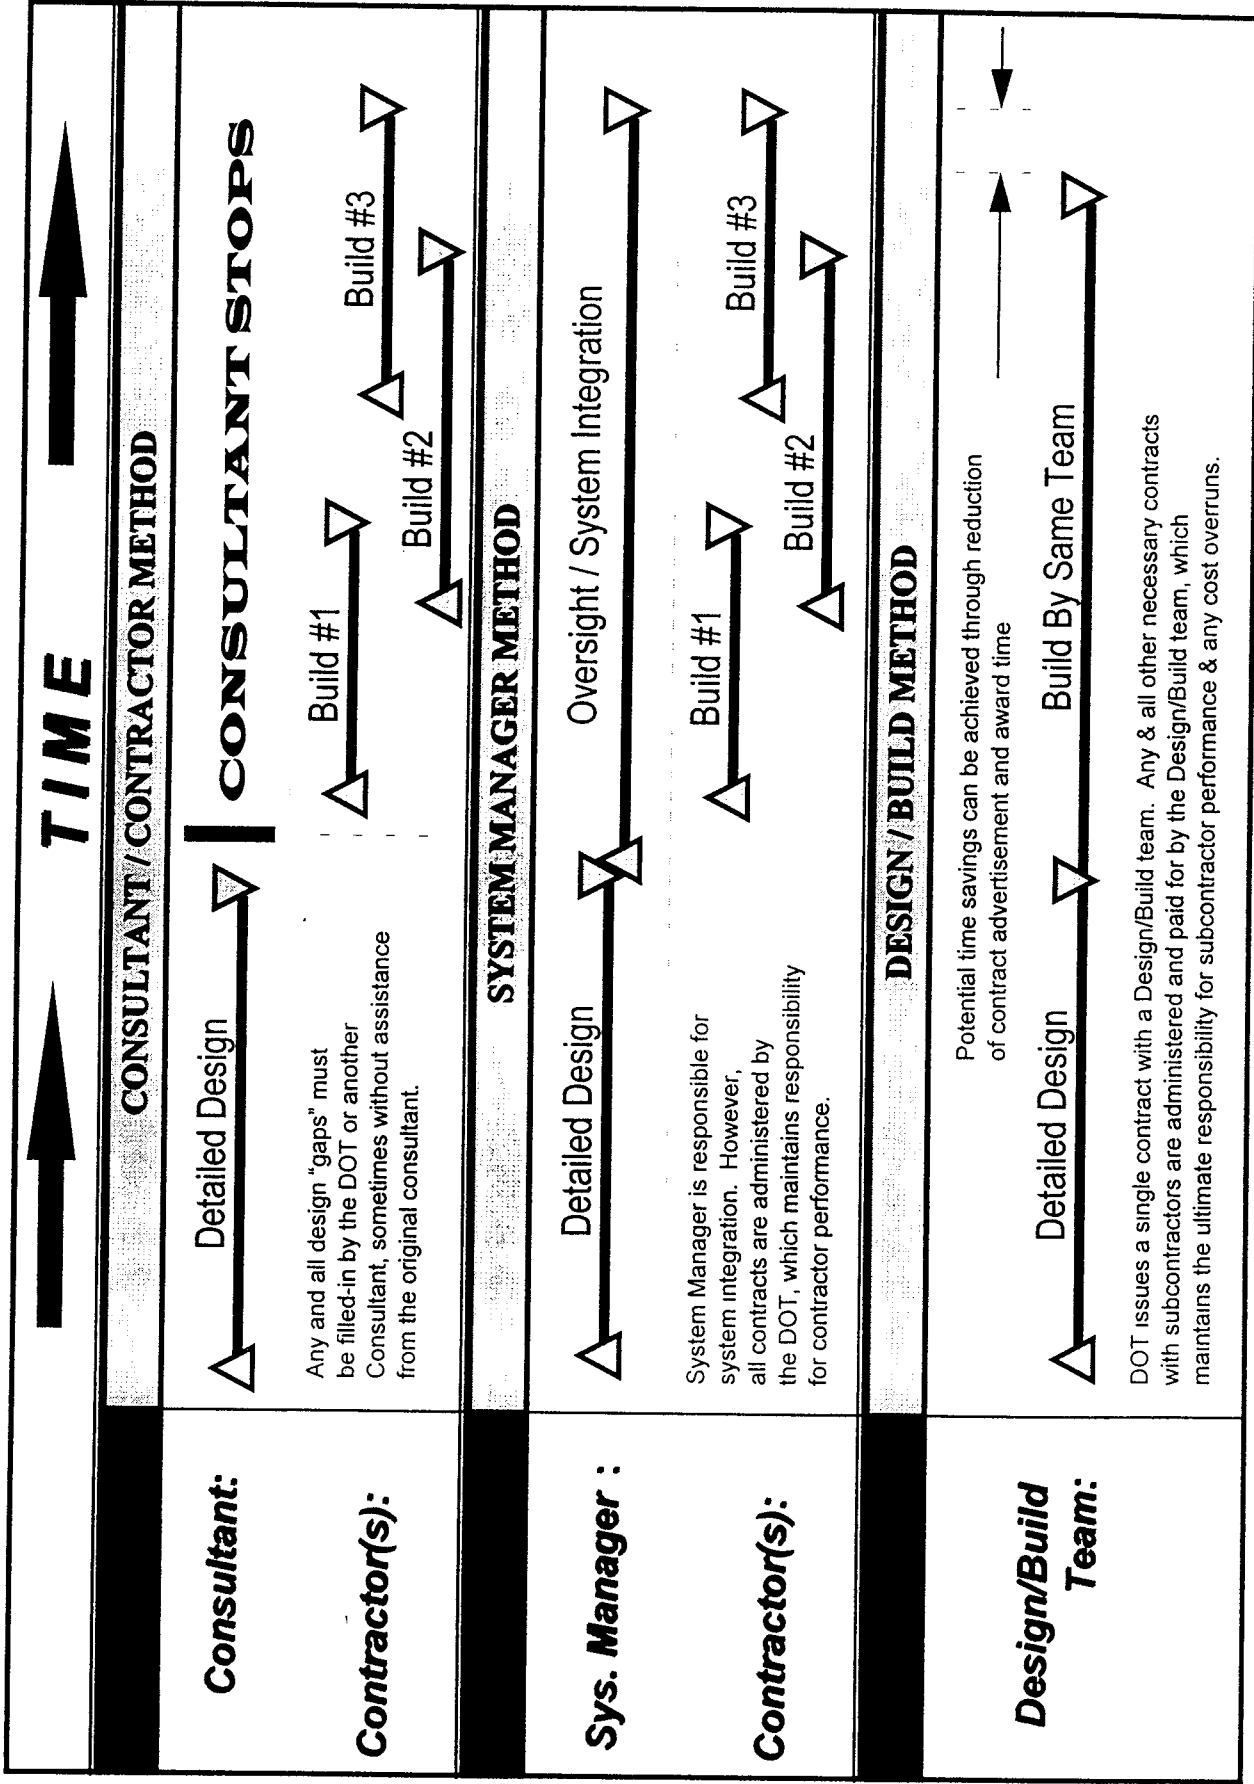 TIME
CONSULTANT / CONTRACTOR METHOD
Consultant:
Detailed Design
CONSULTANT STOPS
Contractor(s):
Any and all design "gaps" must
be filled-in by the DOT or another
Consultant, sometimes without assistance
from the original consultant.
Build #1
Build #2
Build #3
SYSTEM MANAGER METHOD
Sys. Manager :
Detailed Design
Oversight / System Integration
Contractor(s):
System Manager is responsible for
system integration. However,
all contracts are administered by
the DOT, which maintains responsibility
for contractor performance.
Build #1
Build #2
Build #3
DESIGN / BUILD METHOD
Potential time savings can be achieved through reduction
of contract advertisement and award time
Design/Build
Team:
Detailed Design
Build By Same Team
DOT issues a single contract with a Design/Build team. Any & all other necessary contracts
with subcontractors are administered and paid for by the Design/Build team, which
maintains the ultimate responsibility for subcontractor performance & any cost overruns.